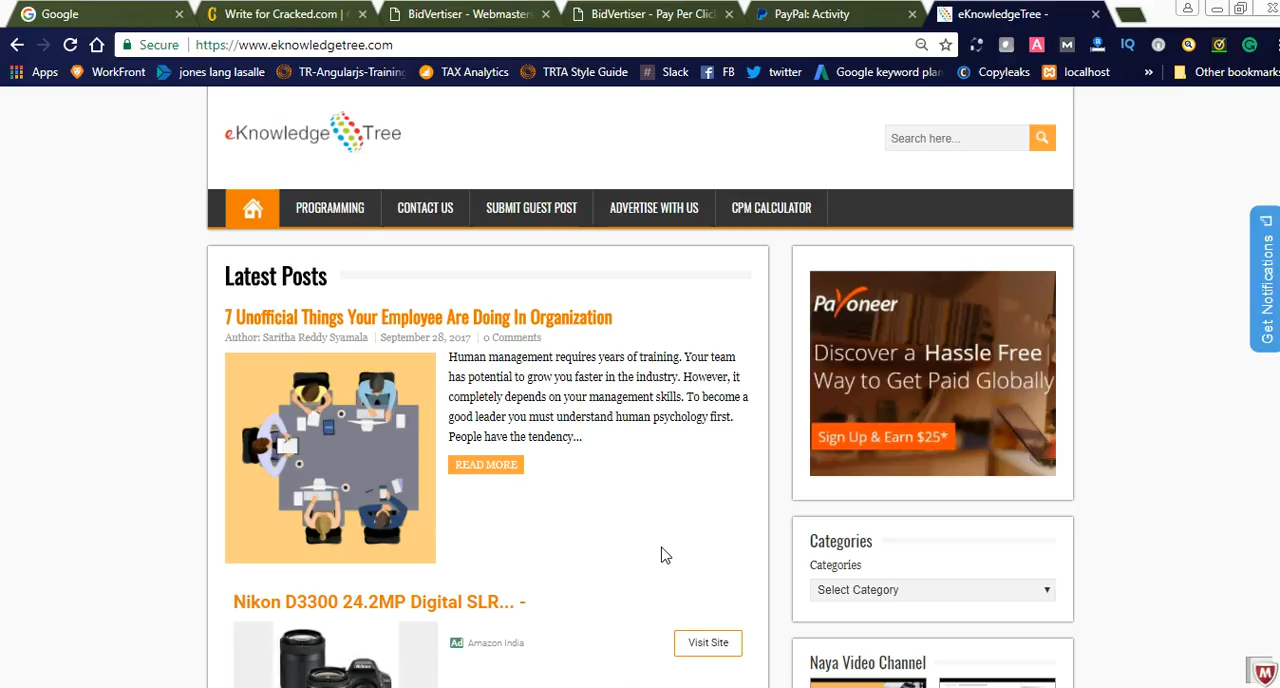 Google
Write for Cracked.com |
BidVertiser - Webmasters
BidVertiser - Pay Per Clic
PayPal: Activity
eKnowledgeTree -
Secure
https://www.eknowledgetree.com
Apps
WorkFront
jones lang lasalle
TR-Angularjs-Training
TAX Analytics
TRTA Style Guide
Slack
FB
twitter
Google keyword plan
Copyleaks
localhost
»
Other bookmarks
eKnowledge Tree
Search here...
PROGRAMMING
CONTACT US
SUBMIT GUEST POST
ADVERTISE WITH US
CPM CALCULATOR
Get Notifications
Latest Posts
7 Unofficial Things Your Employee Are Doing In Organization
Author: Saritha Reddy Syamala
September 28, 2017
0 Comments
Human management requires years of training. Your team
has potential to grow you faster in the industry. However, it
completely depends on your management skills. To become a
good leader you must understand human psychology first.
People have the tendency...
READ MORE
Nikon D3300 24.2MP Digital SLR... -
Ad Amazon India
Visit Site
Payoneer
Discover a Hassle Free
Way to Get Paid Globally
Sign Up & Earn $25*
Categories
Categories
Select Category
Naya Video Channel